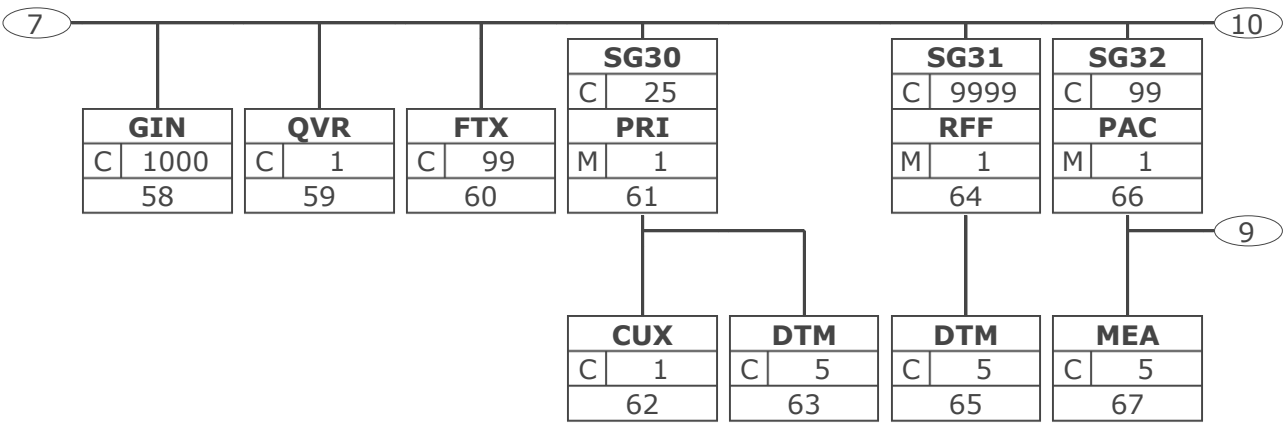 7 10
SG30 SG31 SG32
C 25 C 9999 C 99
GIN QVR FTX PRI RFF PAC
C 1000 C 1 C 99 M 1 M 1 M 1
58 59 60 61 64 66
9
CUX DTM DTM MEA
C 1 C 5 C 5 C 5
62 63 65 67